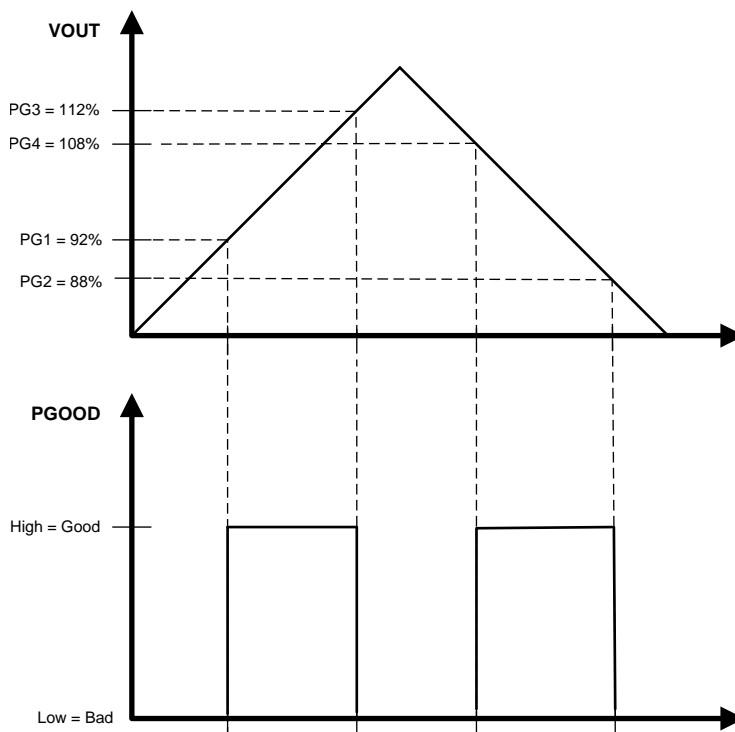 VOUT
PG3 = 112%
PG4 = 108%
PG1 = 92%
PG2 = 88%
PGOOD
High = Good
Low = Bad